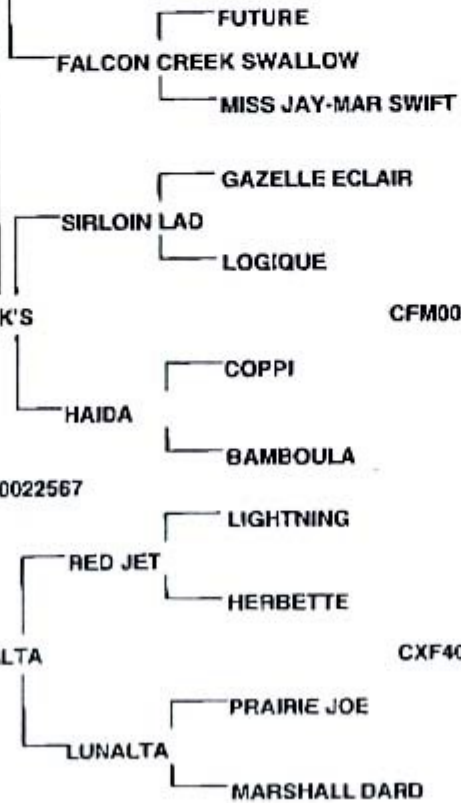 FUTURE
FALCON CREEK SWALLOW
MISS JAY-MAR SWIFT
GAZELLE ECLAIR
SIRLOIN LAD
LOGIQUE
K'S
CFM00
COPPI
HAIDA
BAMBOULA
0022567
LIGHTNING
RED JET
HERBETTE
LTA
CXF40
PRAIRIE JOE
LUNALTA
MARSHALL DARD